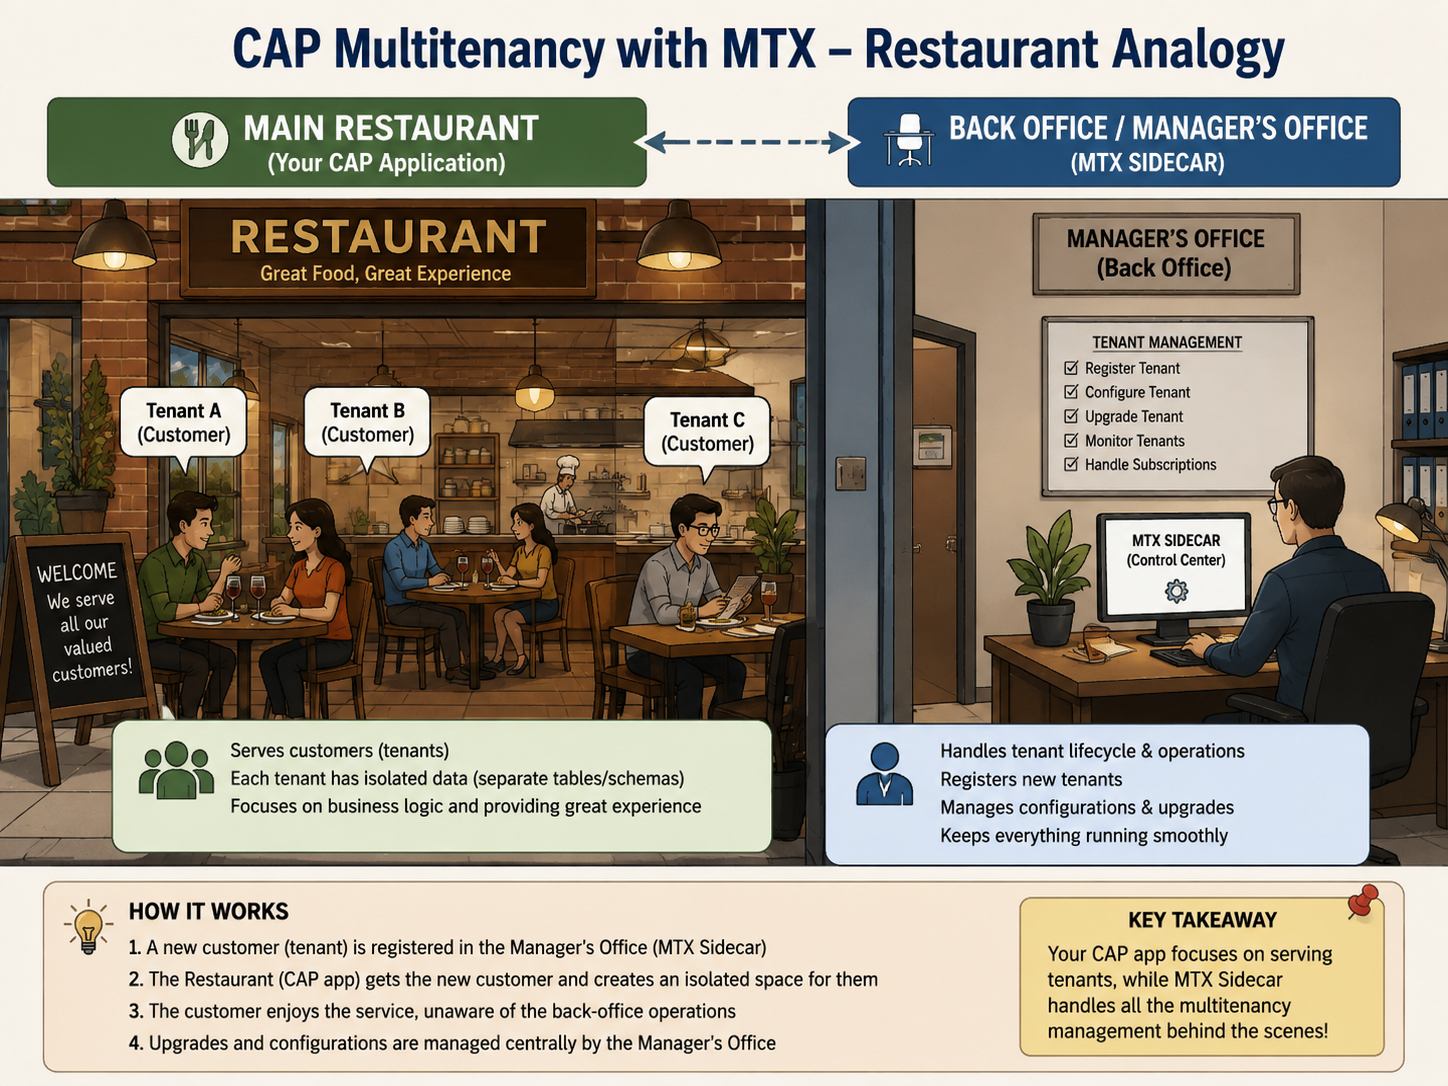 CAP Multitenancy with MTX – Restaurant Analogy
MAIN RESTAURANT
(Your CAP Application)
BACK OFFICE / MANAGER'S OFFICE
(MTX SIDECAR)
RESTAURANT
Great Food, Great Experience
Tenant A
(Customer)
Tenant B
(Customer)
Tenant C
(Customer)
WELCOME
We serve
all our
valued
customers!
MANAGER'S OFFICE
(Back Office)
TENANT MANAGEMENT
Register Tenant
Configure Tenant
Upgrade Tenant
Monitor Tenants
Handle Subscriptions
MTX SIDECAR
(Control Center)
Serves customers (tenants)
Each tenant has isolated data (separate tables/schemas)
Focuses on business logic and providing great experience
Handles tenant lifecycle & operations
Registers new tenants
Manages configurations & upgrades
Keeps everything running smoothly
HOW IT WORKS
1. A new customer (tenant) is registered in the Manager's Office (MTX Sidecar)
2. The Restaurant (CAP app) gets the new customer and creates an isolated space for them
3. The customer enjoys the service, unaware of the back-office operations
4. Upgrades and configurations are managed centrally by the Manager's Office
KEY TAKEAWAY
Your CAP app focuses on serving
tenants, while MTX Sidecar
handles all the multitenancy
management behind the scenes!